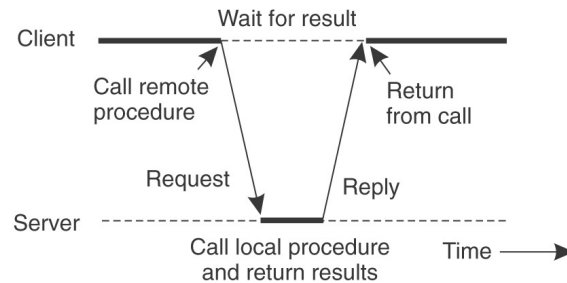 Wait for result
Client
Call remote
procedure
Return
from call
Request
Reply
Server
Call local procedure
and return results
Time